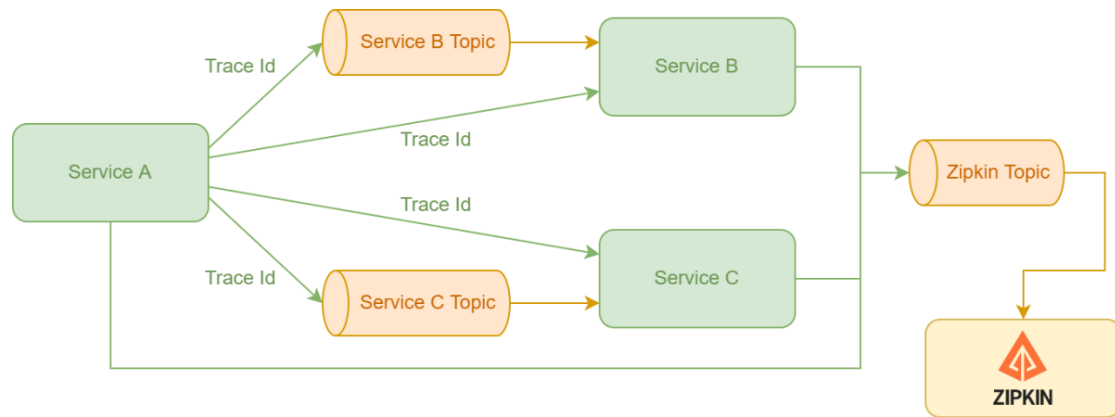 Service B Topic
Trace Id
Service B
Trace Id
Service A
Zipkin Topic
Trace Id
Trace Id
Service C
Service C Topic
ZIPKIN